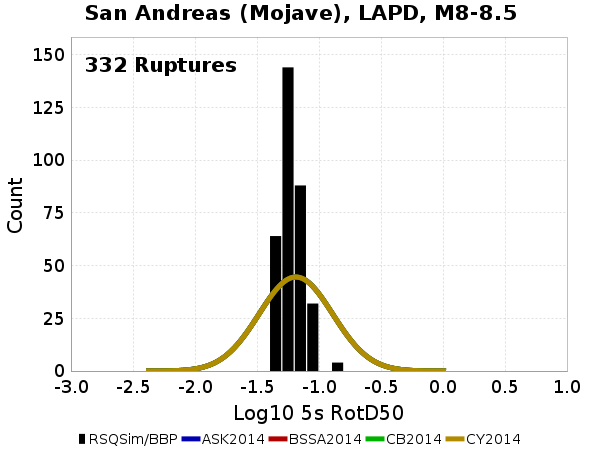 San Andreas (Mojave), LAPD, M8-8.5
332 Ruptures
Count
150
125
100
75
50
25
0
-3.0 -2.5 -2.0 -1.5 -1.0 -0.5 0.0 0.5 1.0
Log10 5s RotD50
RSQSim/BBP ASK2014 BSSA2014 CB2014 CY2014